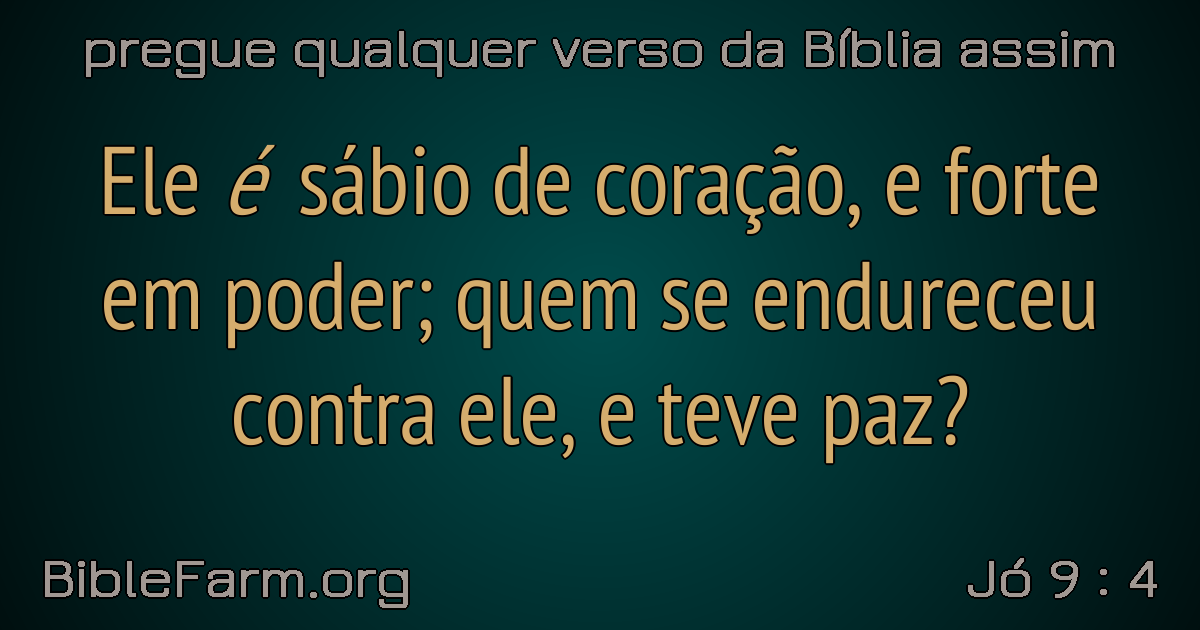 pregue qualquer verso da Bíblia assim
Ele é sábio de coração, e forte
em poder; quem se endureceu
contra ele, e teve paz?
BibleFarm.org
Jó 9 : 4